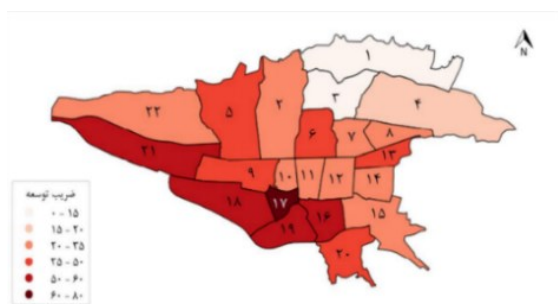 ۱
N
۳
۴
۲
۵
۲۲
۶
۷
۸
۱۳
۲۱
۹
۱۰
۱۱
۱۲
۱۴
۱۸
۱۷
۱۶
۱۵
۱۹
۲۰
ضریب توسعه
۰ - ۱۵
۱۵ - ۲۰
۲۰ - ۳۵
۳۵ - ۵۰
۵۰ - ۶۰
۶۰ - ۸۰